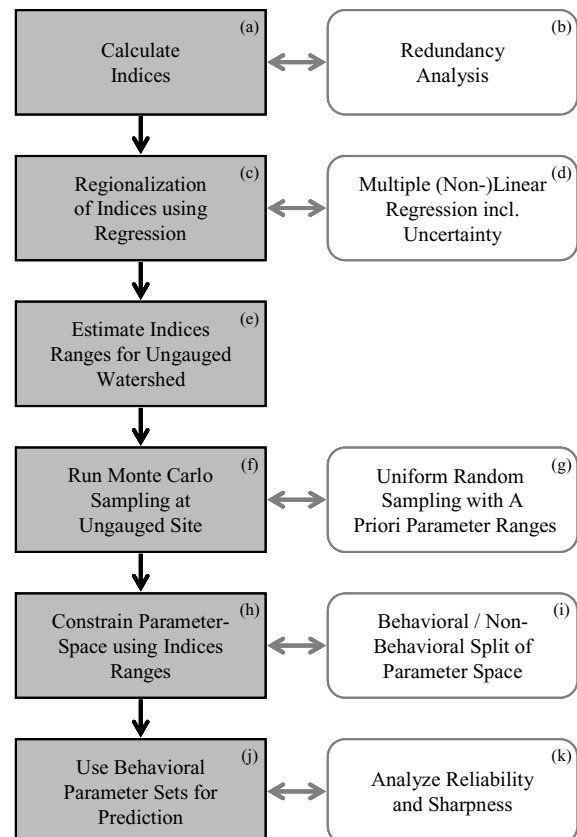 (a)
Calculate
Indices
(b)
Redundancy
Analysis
(c)
Regionalization
of Indices using
Regression
(d)
Multiple (Non-)Linear
Regression incl.
Uncertainty
(e)
Estimate Indices
Ranges for Ungauged
Watershed
(f)
Run Monte Carlo
Sampling at
Ungauged Site
(g)
Uniform Random
Sampling with A
Priori Parameter Ranges
(h)
Constrain Parameter-
Space using Indices
Ranges
(i)
Behavioral / Non-
Behavioral Split of
Parameter Space
(j)
Use Behavioral
Parameter Sets for
Prediction
(k)
Analyze Reliability
and Sharpness